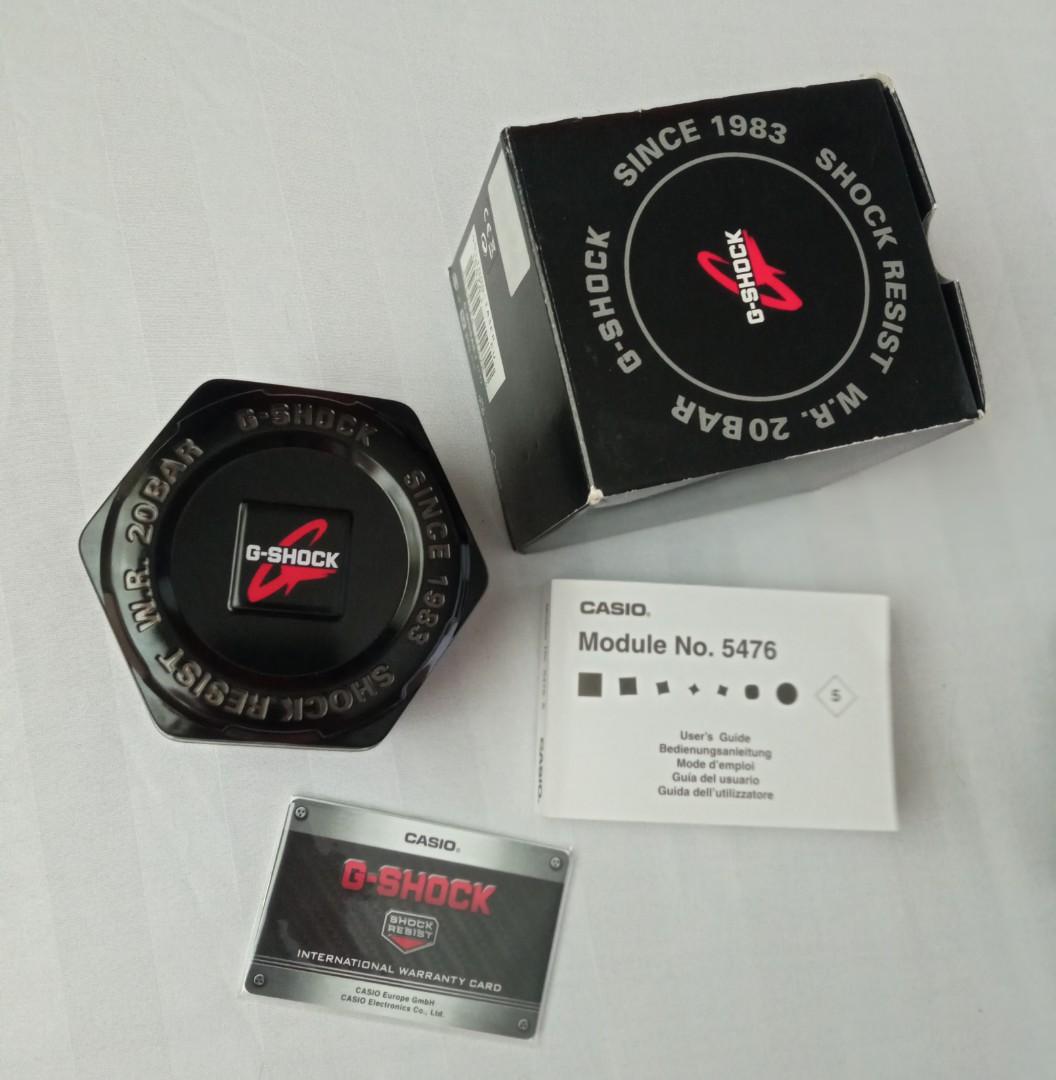 G-SHOCK SINCE 1983 SHOCK RESIST W.R. 20BAR
G-SHOCK
G-SHOCK SINCE 1983 SHOCK RESIST W.R. 20BAR
G-SHOCK
CASIO®
Module No. 5476
S
User's Guide
Bedienungsanleitung
Mode d'emploi
Guía del usuario
Guida dell'utilizzatore
CASIO
CASIO®
G-SHOCK
SHOCK
RESIST
INTERNATIONAL WARRANTY CARD
CASIO Europe GmbH
CASIO Electronics Co., Ltd.